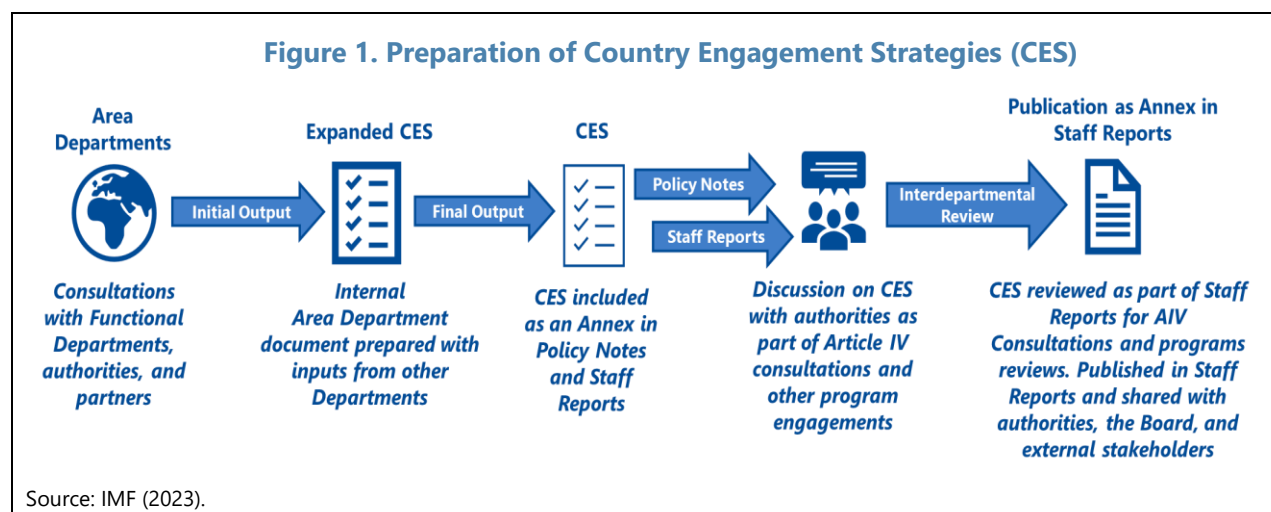 Figure 1. Preparation of Country Engagement Strategies (CES)
Area
Departments
Initial Output
Consultations
with Functional
Departments,
authorities, and
partners
Expanded CES
Final Output
Internal
Area Department
document prepared with
inputs from other
Departments
CES
Policy Notes
Staff Reports
CES included
as an Annex in
Policy Notes
and Staff
Reports
Discussion on CES
with authorities as
part of Article IV
consultations and
other program
engagements
Interdepartmental
Review
Publication as Annex in
Staff Reports
CES reviewed as part of Staff
Reports for AIV
Consultations and programs
reviews. Published in Staff
Reports and shared with
authorities, the Board, and
external stakeholders
Source: IMF (2023).